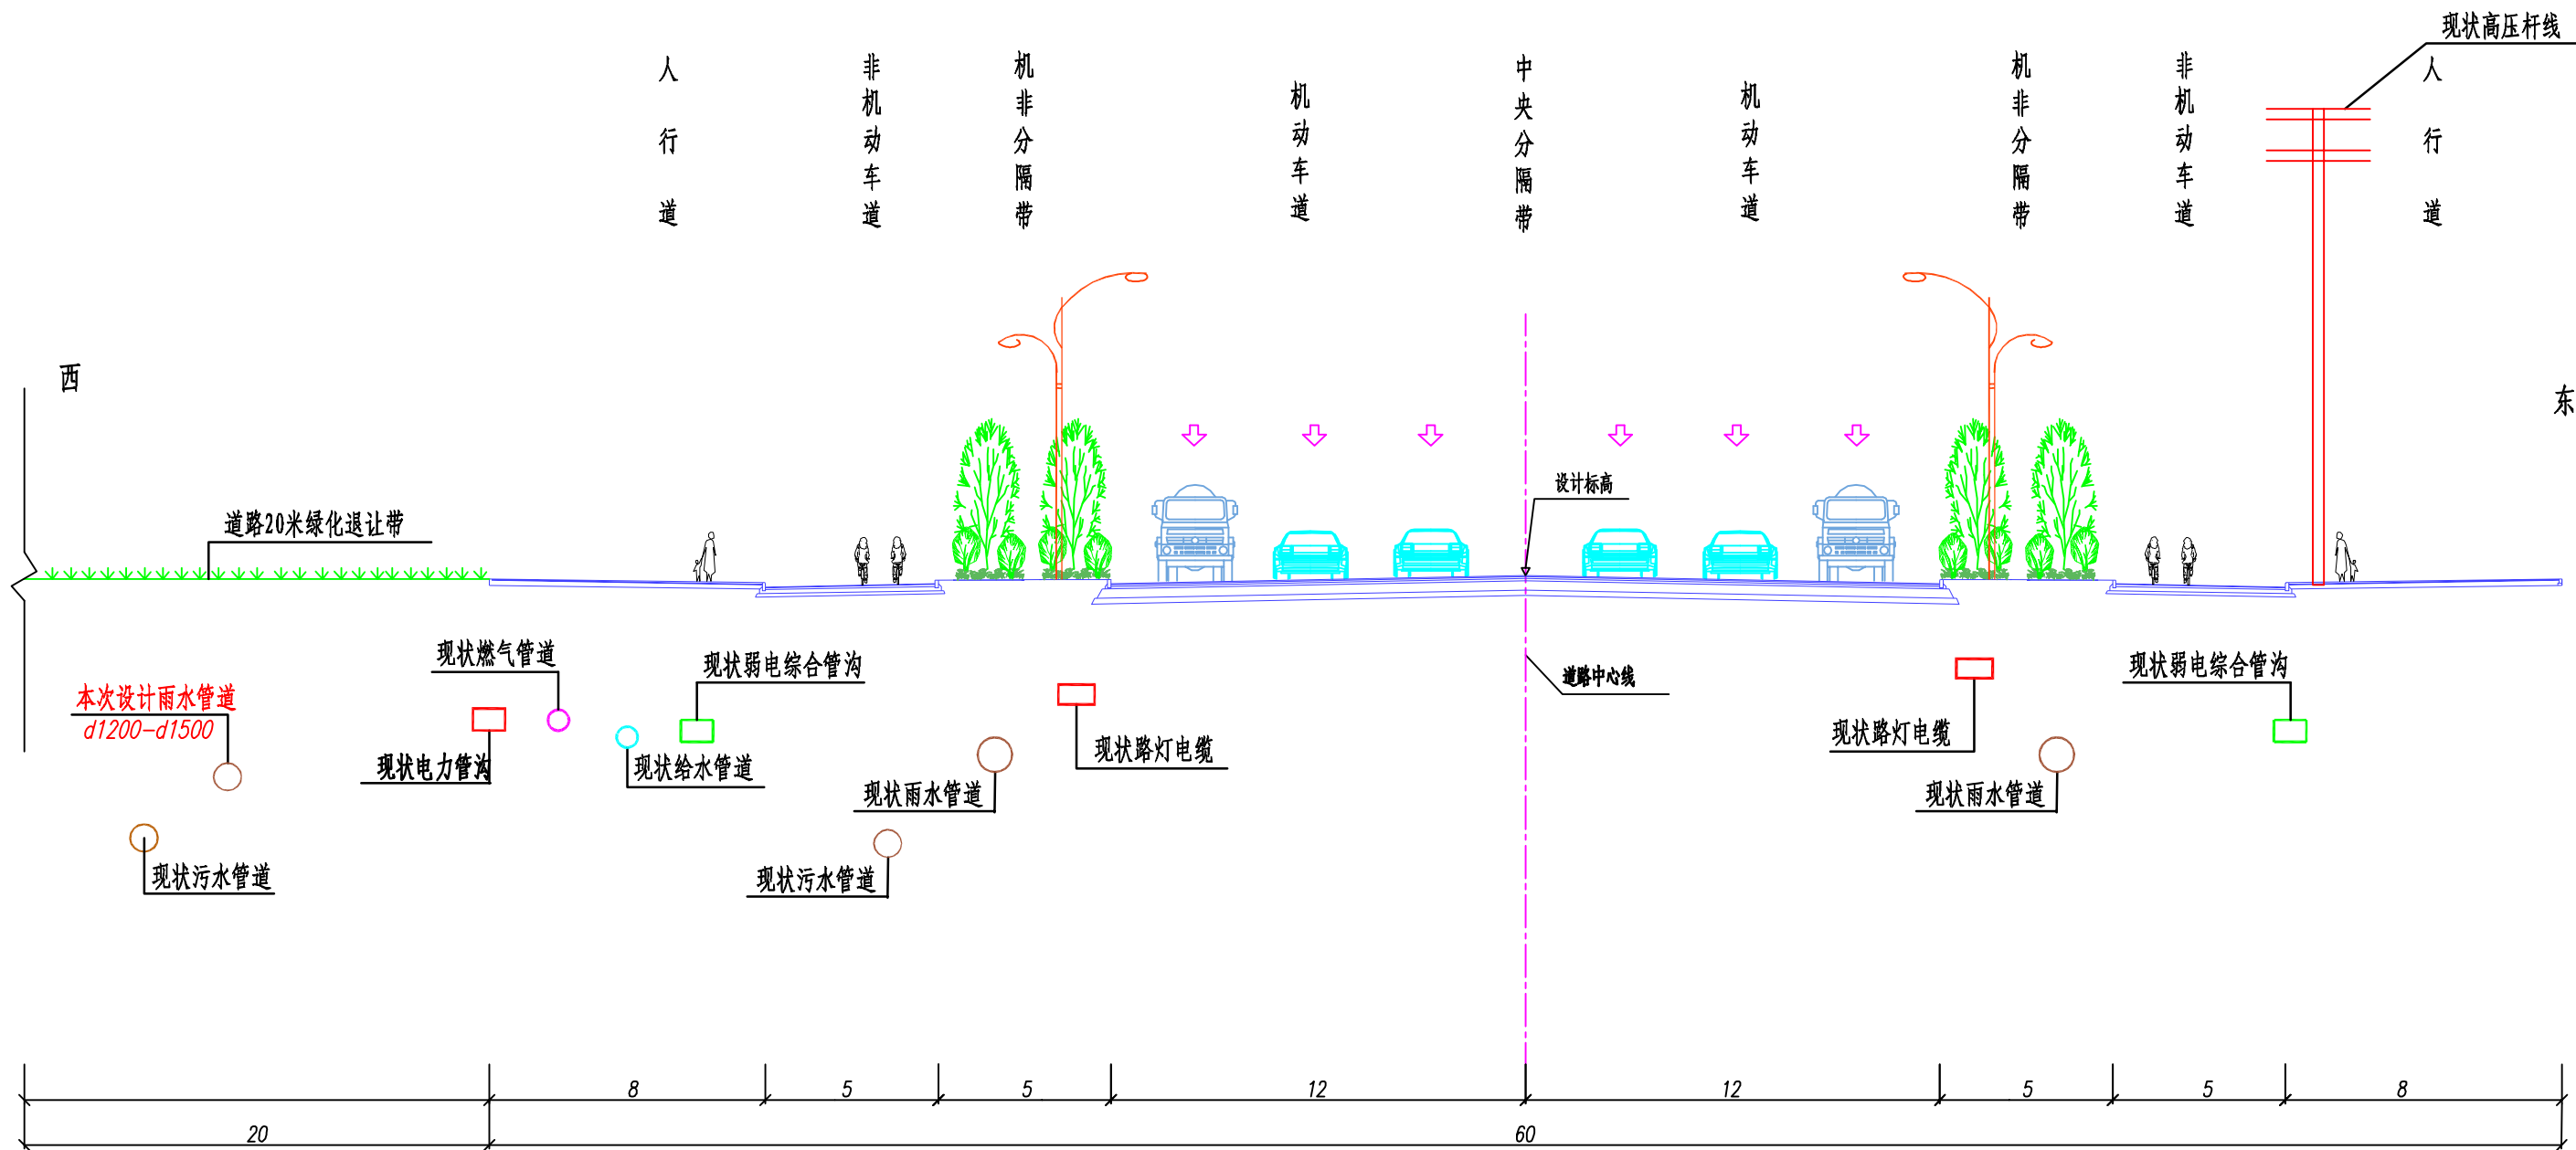 现状高压杆线
人行道
非机动车道
机非分隔带
机动车道
中央分隔带
机动车道
机非分隔带
非机动车道
人行道
西
东
设计标高
道路20米绿化退让带
现状燃气管道
现状弱电综合管沟
道路中心线
现状弱电综合管沟
本次设计雨水管道
d1200-d1500
现状电力管沟
现状给水管道
现状路灯电缆
现状路灯电缆
现状雨水管道
现状雨水管道
现状污水管道
现状污水管道
8 5 5 12 12 5 5 8
20 60